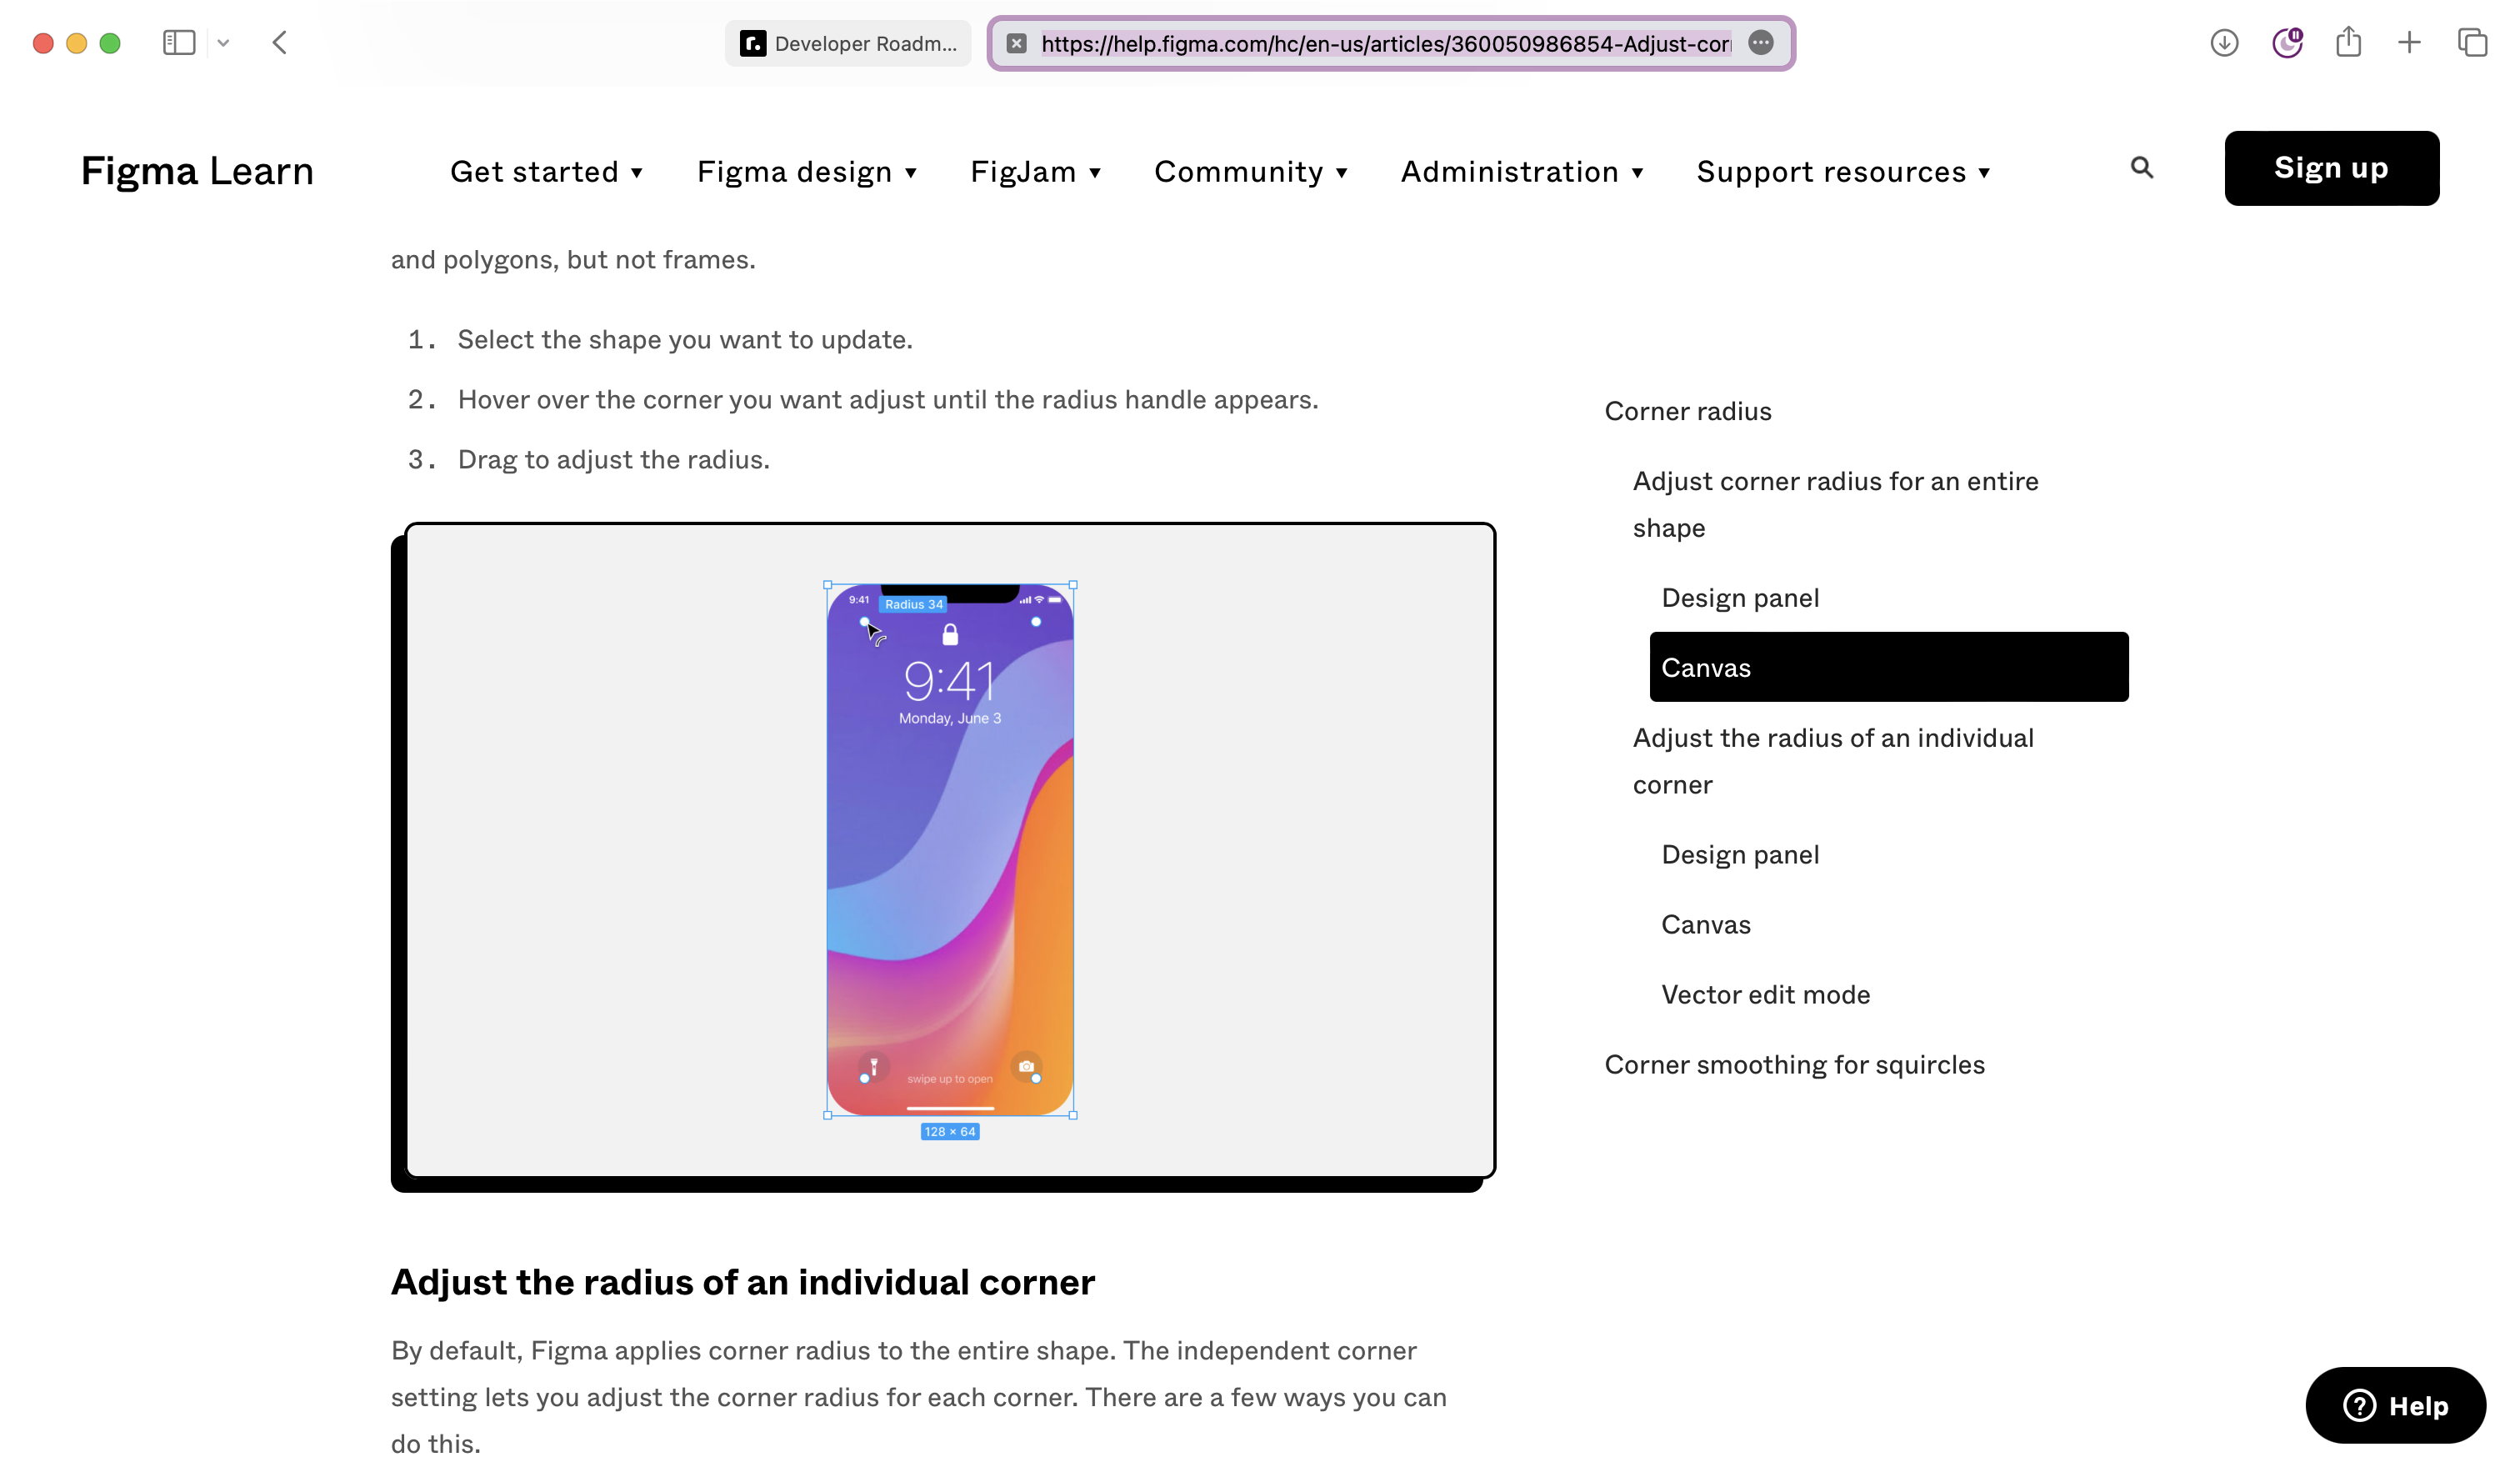 Developer Roadm...
https://help.figma.com/hc/en-us/articles/360050986854-Adjust-cor
Figma Learn
Get started ▼
Figma design ▼
FigJam ▼
Community ▼
Administration ▼
Support resources ▼
Sign up
and polygons, but not frames.
1. Select the shape you want to update.
2. Hover over the corner you want adjust until the radius handle appears.
3. Drag to adjust the radius.
9:41
Radius 34
9:41
Monday, June 3
swipe up to open
128 × 64
Adjust the radius of an individual corner
By default, Figma applies corner radius to the entire shape. The independent corner
setting lets you adjust the corner radius for each corner. There are a few ways you can
do this.
Corner radius
Adjust corner radius for an entire
shape
Design panel
Canvas
Adjust the radius of an individual
corner
Design panel
Canvas
Vector edit mode
Corner smoothing for squircles
Help